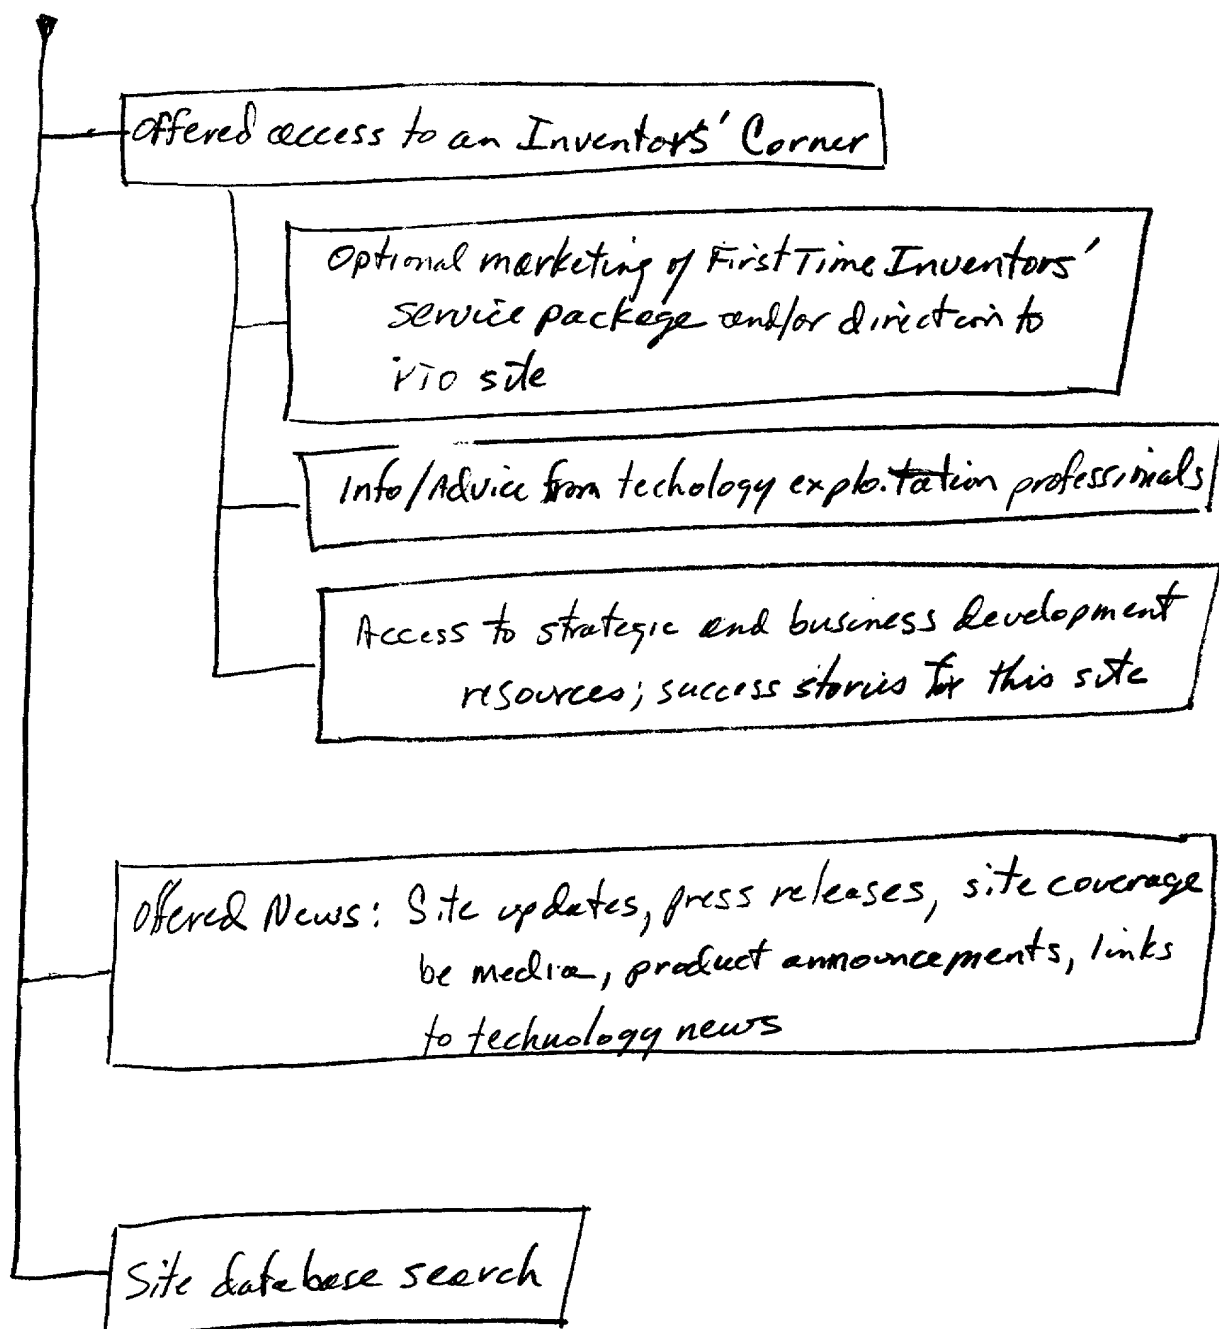 Offered access to an Inventors' Corner
Optional marketing of First Time Inventors'
service package and/or direction to
site
Info/Advice from techology exploitation professionals
Access to strategic and business development
resources; success stories for this site
Offered News: Site updates, press releases, site coverage
be media, product announcements, links
to technology news
Site database search